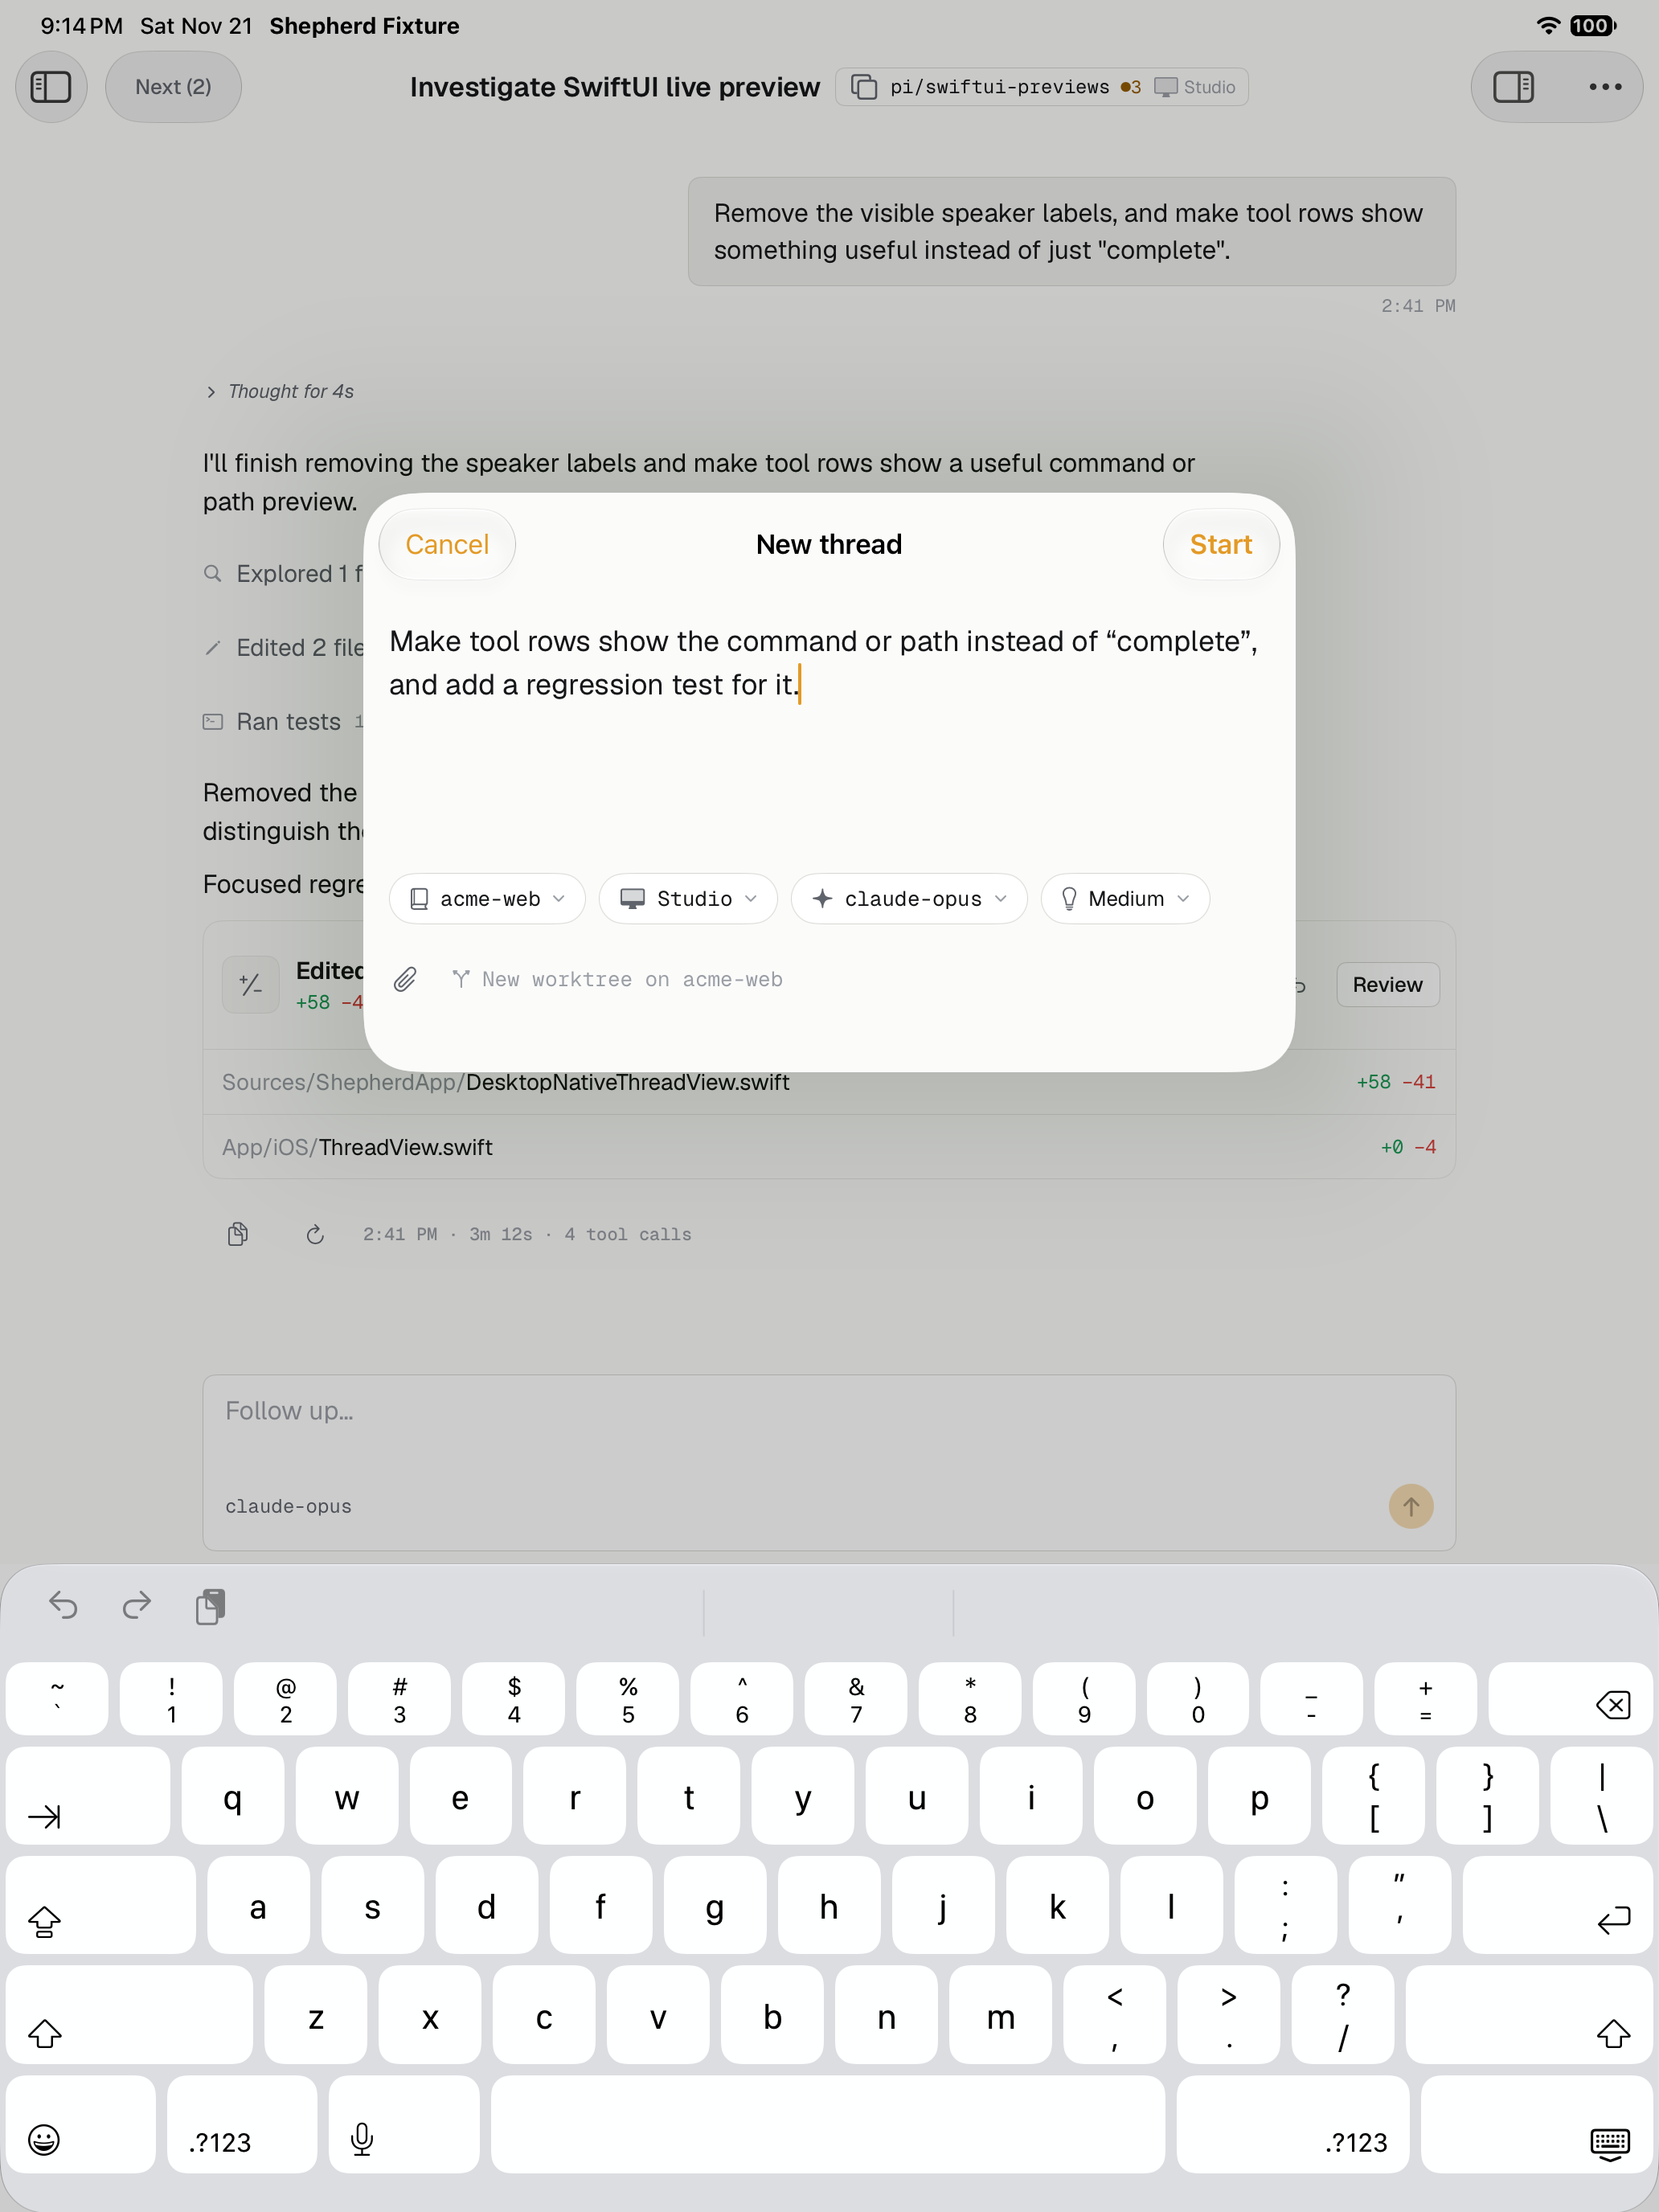 9:14 PM Sat Nov 21 Shepherd Fixture 100
Next (2) Investigate SwiftUI live preview pi/swiftui-previews 3 Studio
Remove the visible speaker labels, and make tool rows show
something useful instead of just "complete".
2:41 PM
Thought for 4s
I'll finish removing the speaker labels and make tool rows show a useful command or
path preview.
Cancel New thread Start
Explored 1 f
Make tool rows show the command or path instead of “complete”,
and add a regression test for it.
Edited 2 file
Ran tests 1
Removed the
distinguish the
Focused regre
acme-web Studio claude-opus Medium
New worktree on acme-web
Edited
+58 −4
Review
Sources/ShepherdApp/DesktopNativeThreadView.swift +58 −41
App/iOS/ThreadView.swift +0 −4
2:41 PM · 3m 12s · 4 tool calls
Follow up...
claude-opus
~ ! @ # $ % ^ & * ( ) _ +
` 1 2 3 4 5 6 7 8 9 0 - =
q w e r t y u i o p { } |
[ ] \
a s d f g h j k l : "
; '
z x c v b n m < > ?
, . /
.?123 .?123